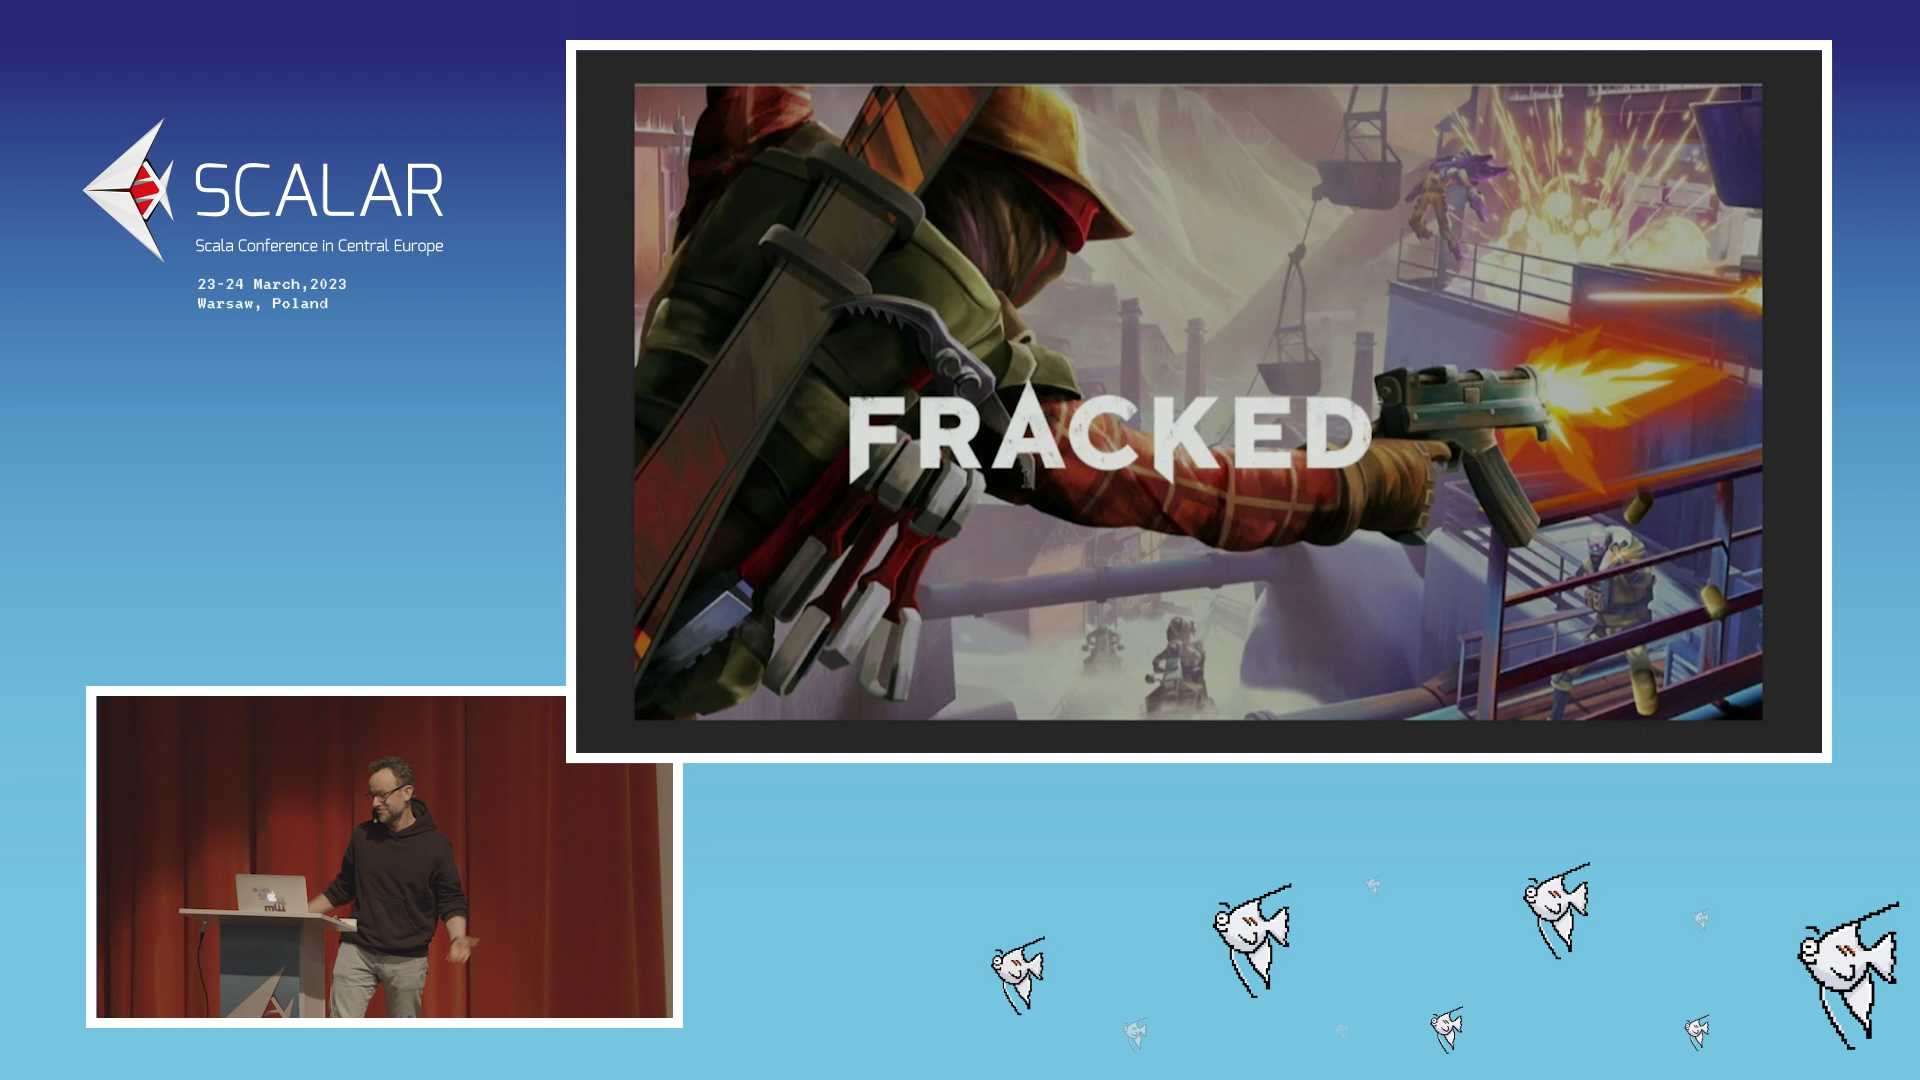 SCALAR
Scala Conference in Central Europe
23-24 March,2023
Warsaw, Poland
FRACKED